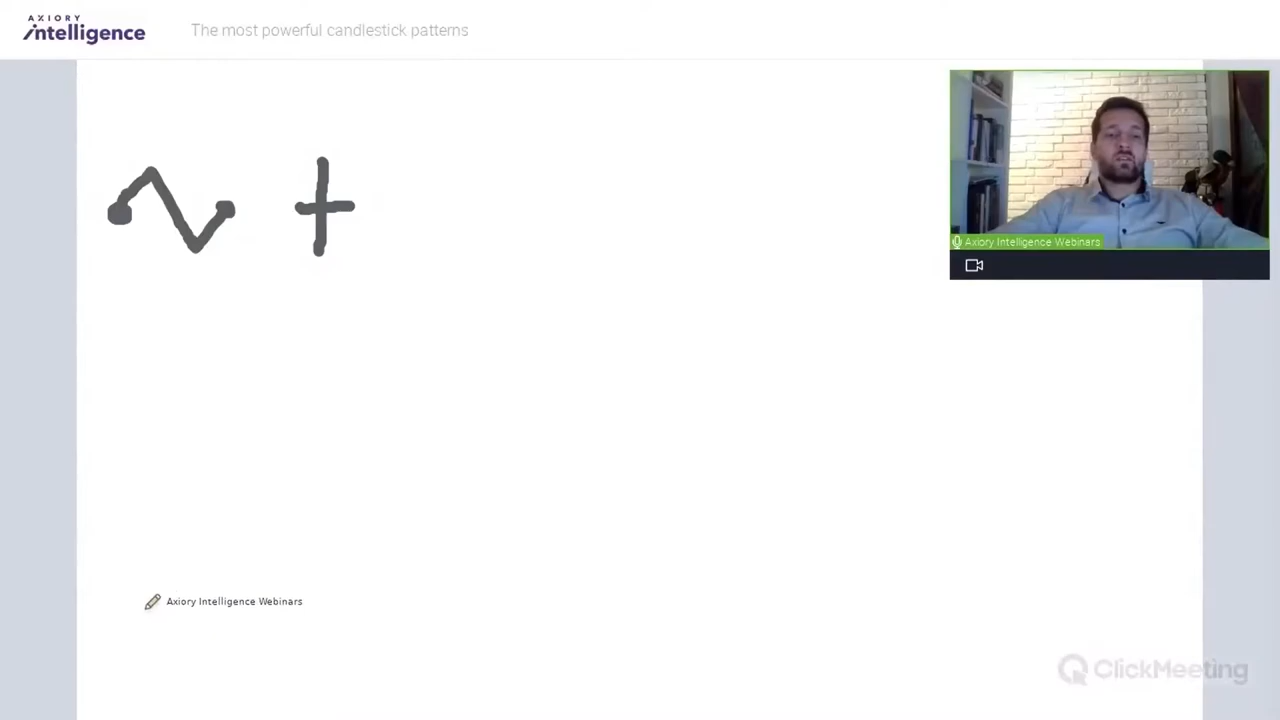 AXIORY
intelligence
The most powerful candlestick patterns
Axiory Intelligence Webinars
Axiory Intelligence Webinars
ClickMeeting